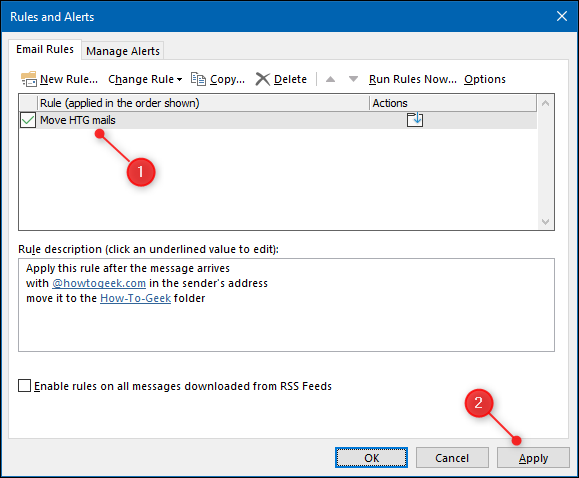 Rules and Alerts
Email Rules Manage Alerts
New Rule... Change Rule Copy... Delete Run Rules Now... Options
Rule (applied in the order shown) Actions
Move HTG mails
1
Rule description (click an underlined value to edit):
Apply this rule after the message arrives
with @howtogeek.com in the sender's address
move it to the How-To-Geek folder
Enable rules on all messages downloaded from RSS Feeds
2
OK Cancel Apply